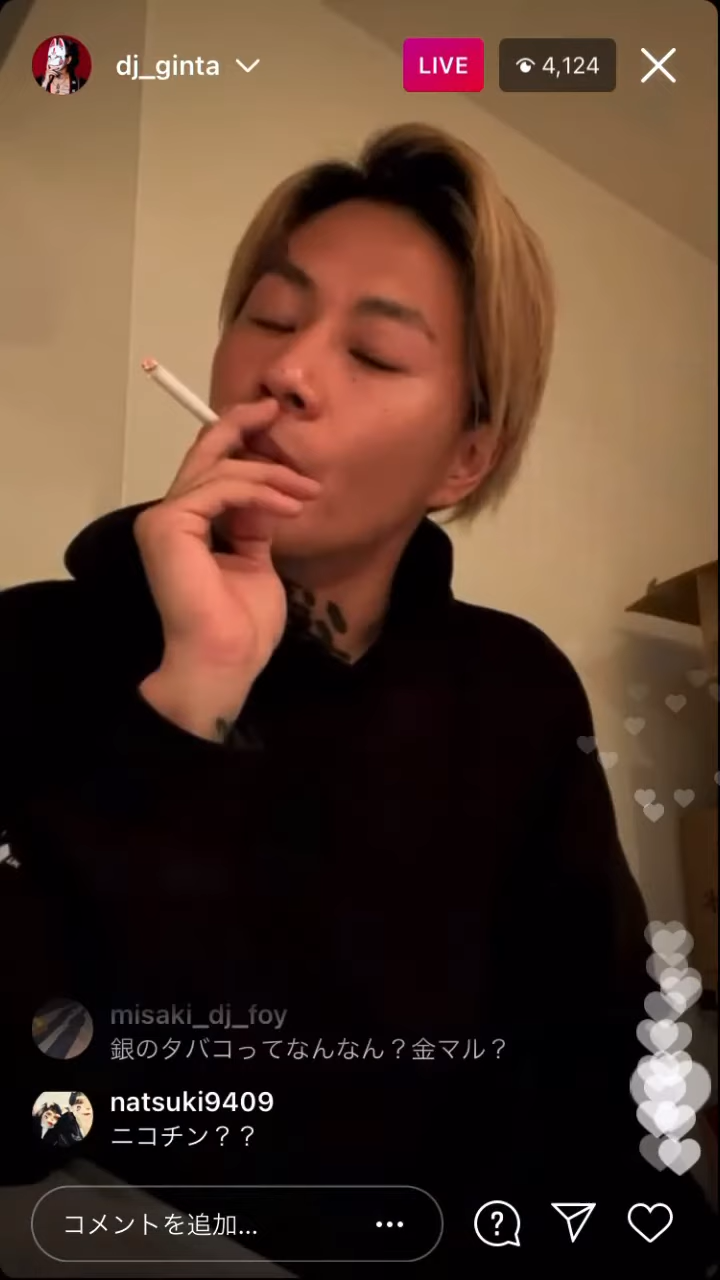 dj_ginta
LIVE
4,124
misaki_dj_foy
銀のタバコってなんなん？金マル？
natsuki9409
ニコチン？？
コメントを追加...